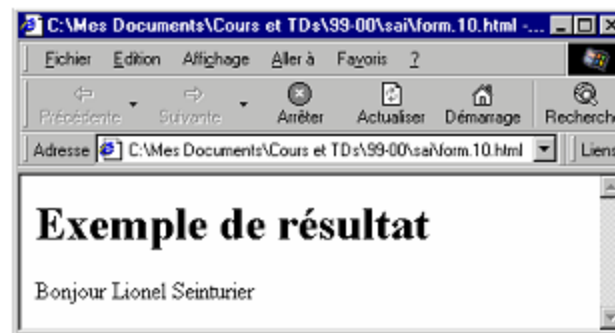 C:\Mes Documents\Cours et TDs\99-00\sai\form.10.html -...
Fichier Edition Affichage Aller à Favoris ?
Précédente Suivante Arrêter Actualiser Démarrage Recherche
Adresse C:\Mes Documents\Cours et TDs\99-00\sai\form.10.html Liens
Exemple de résultat
Bonjour Lionel Seinturier